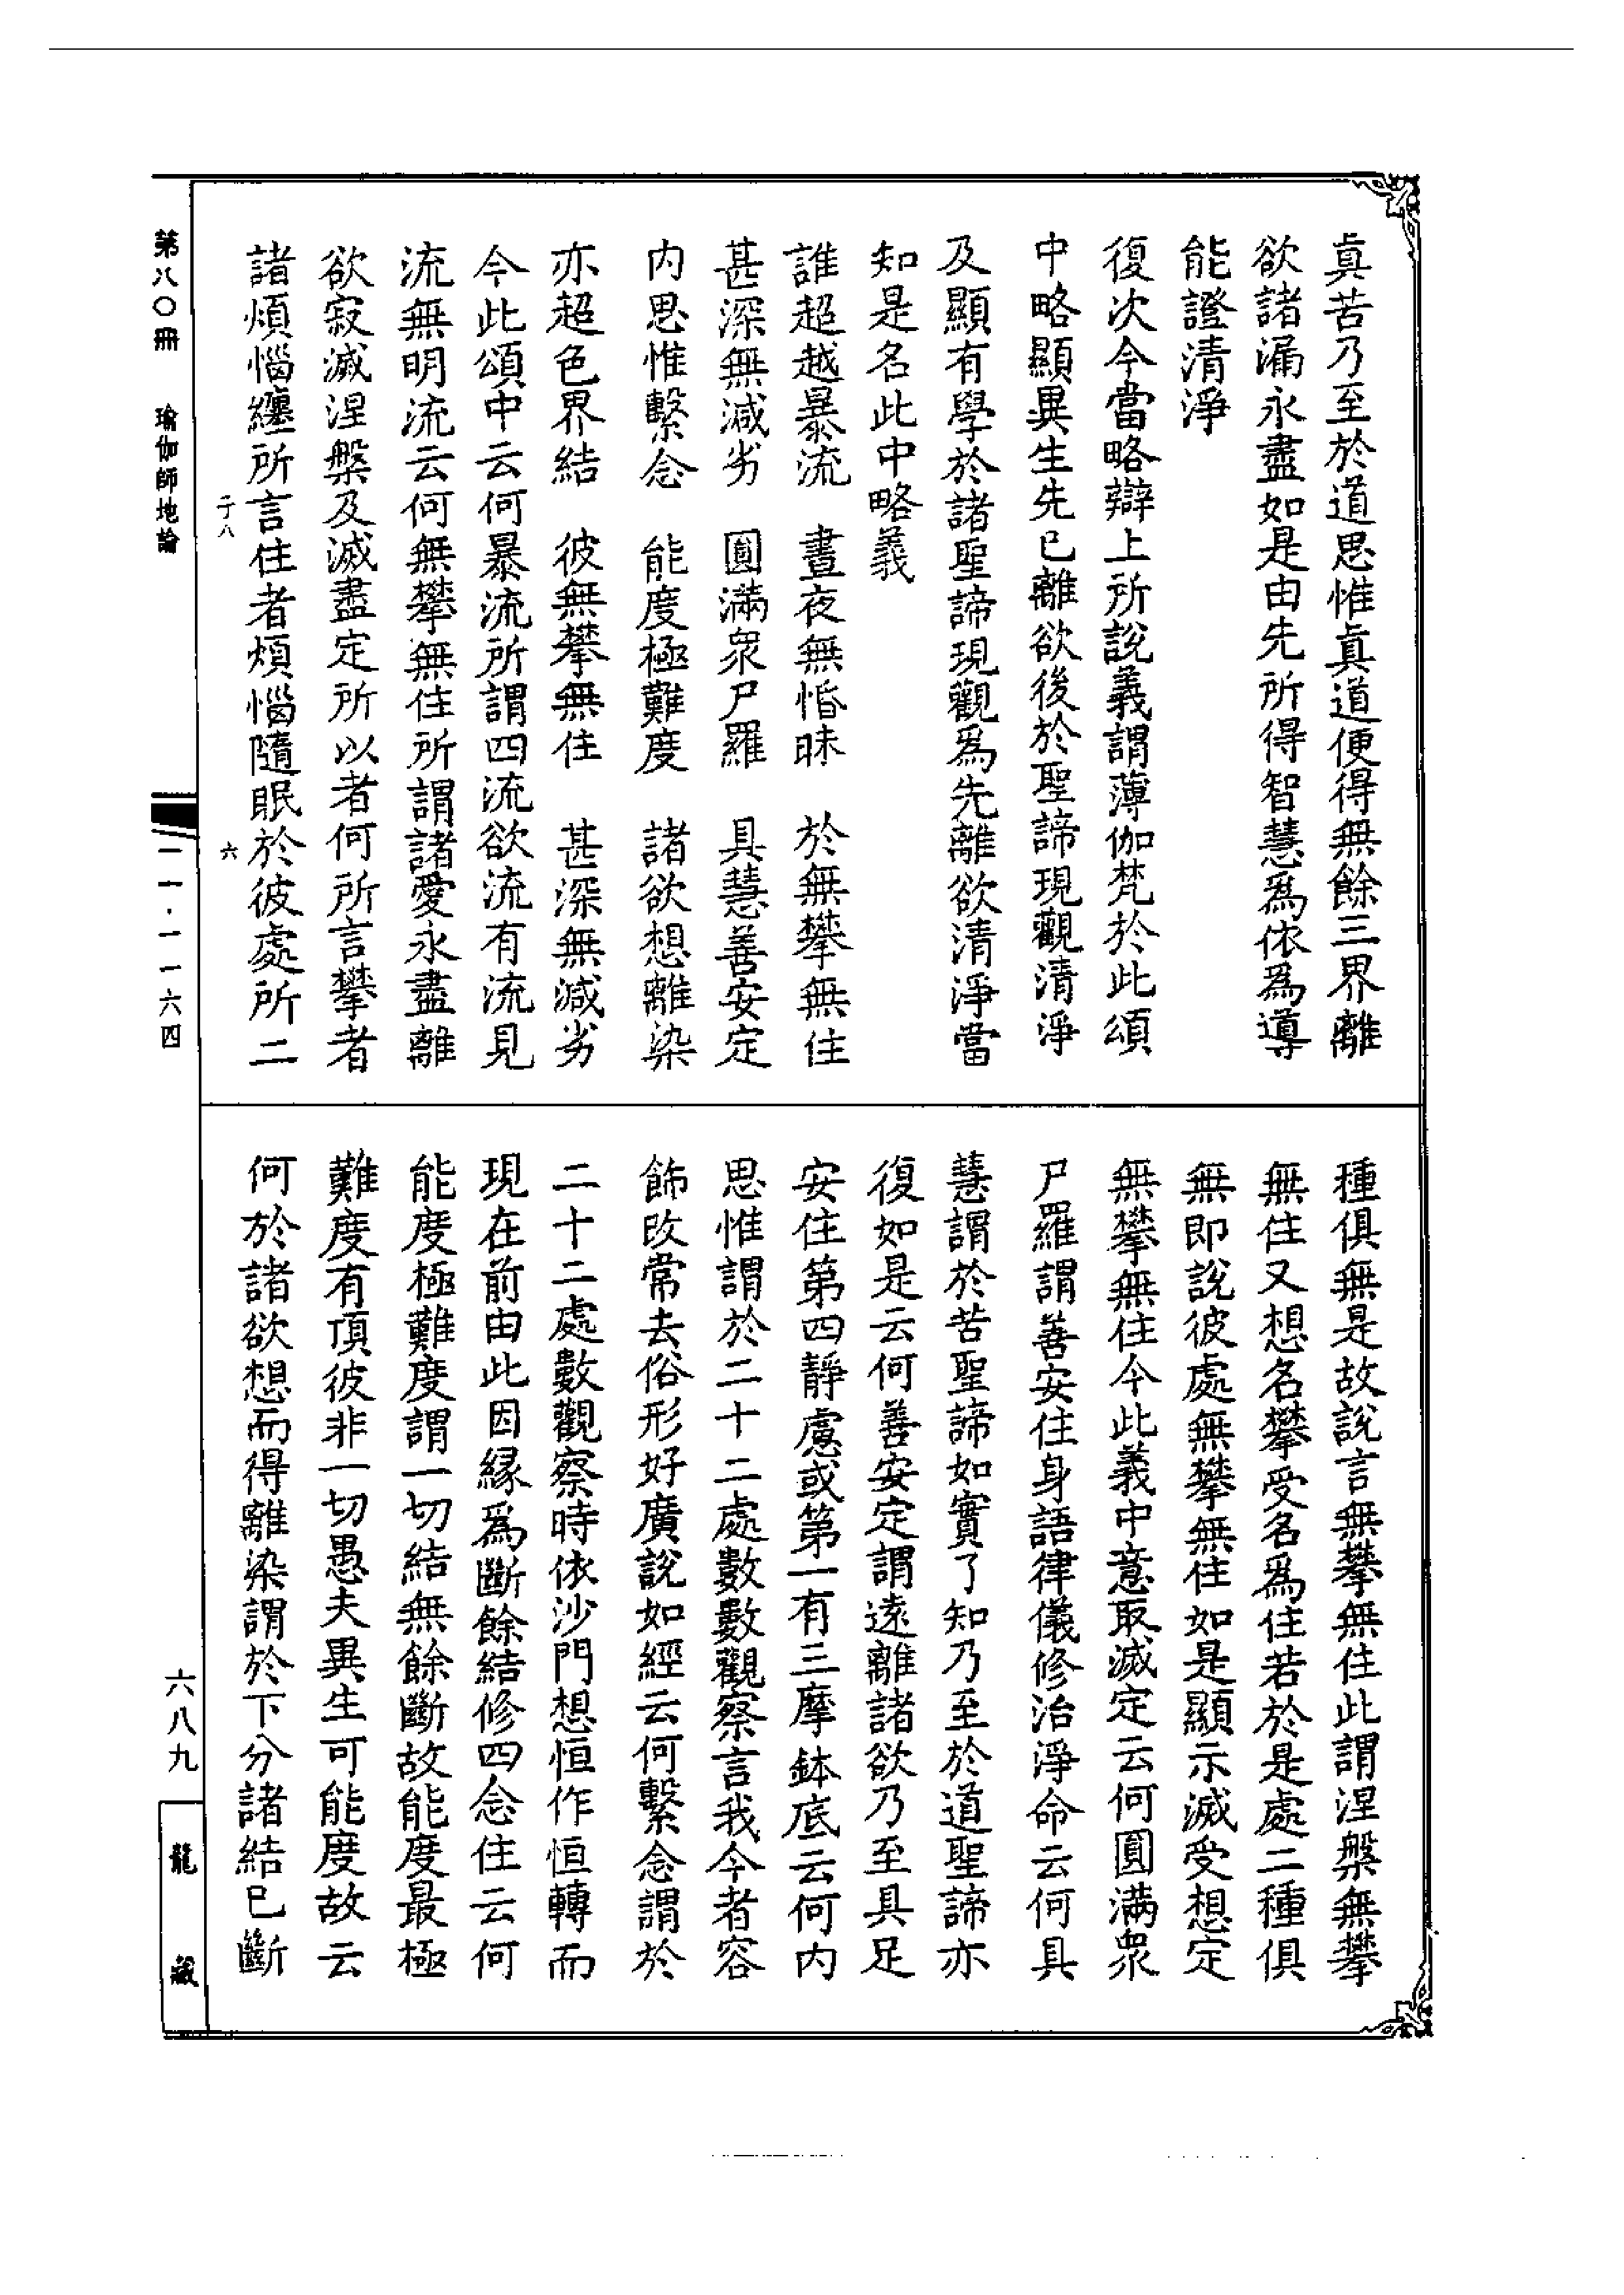 真苦乃至於道思惟真道便得無餘三界離
欲諸漏永盡如是由先所得智慧爲依爲導
能證清淨
復次今當略辯上所說義謂薄伽梵於此頌
中略顯異生先已離欲後於聖諦現觀清淨
及顯有學於諸聖諦現觀爲先離欲清淨當
知是名此中略義
誰超越暴流　晝夜無惛昧　於無攀無住
甚深無減劣　圓滿衆尸羅　具慧善安定
内思惟繫念　能度極難度　諸欲想離染
亦超色界結　彼無攀無住　甚深無減劣
今此頌中云何暴流所謂四流欲流有流見
流無明流云何無攀無住所謂諸愛永盡離
欲寂滅涅槃及滅盡定所以者何所言攀者
諸煩惱纏所言住者煩惱隨眠於彼處所二
種俱無是故說言無攀無住此謂涅槃無攀
無住又想名攀受名爲住若於是處二種俱
無即說彼處無攀無住如是顯示滅受想定
無攀無住今此義中意取滅定云何圓滿衆
尸羅謂善安住身語律儀修治淨命云何具
慧謂於苦聖諦如實了知乃至於道聖諦亦
復如是云何善安定謂遠離諸欲乃至具足
安住第四靜慮或第一有三摩鉢底云何内
思惟謂於二十二處數數觀察言我今者容
飾改常去俗形好廣說如經云何繫念謂於
二十二處數觀察時依沙門想恒作恒轉而
現在前由此因緣爲斷餘結修四念住云何
能度極難度謂一切結無餘斷故能度最極
難度有頂彼非一切愚夫異生可能度故云
何於諸欲想而得離染謂於下分諸結已斷
于八
六
第八〇冊　瑜伽師地論
一一·一一六四
六八九
龍藏